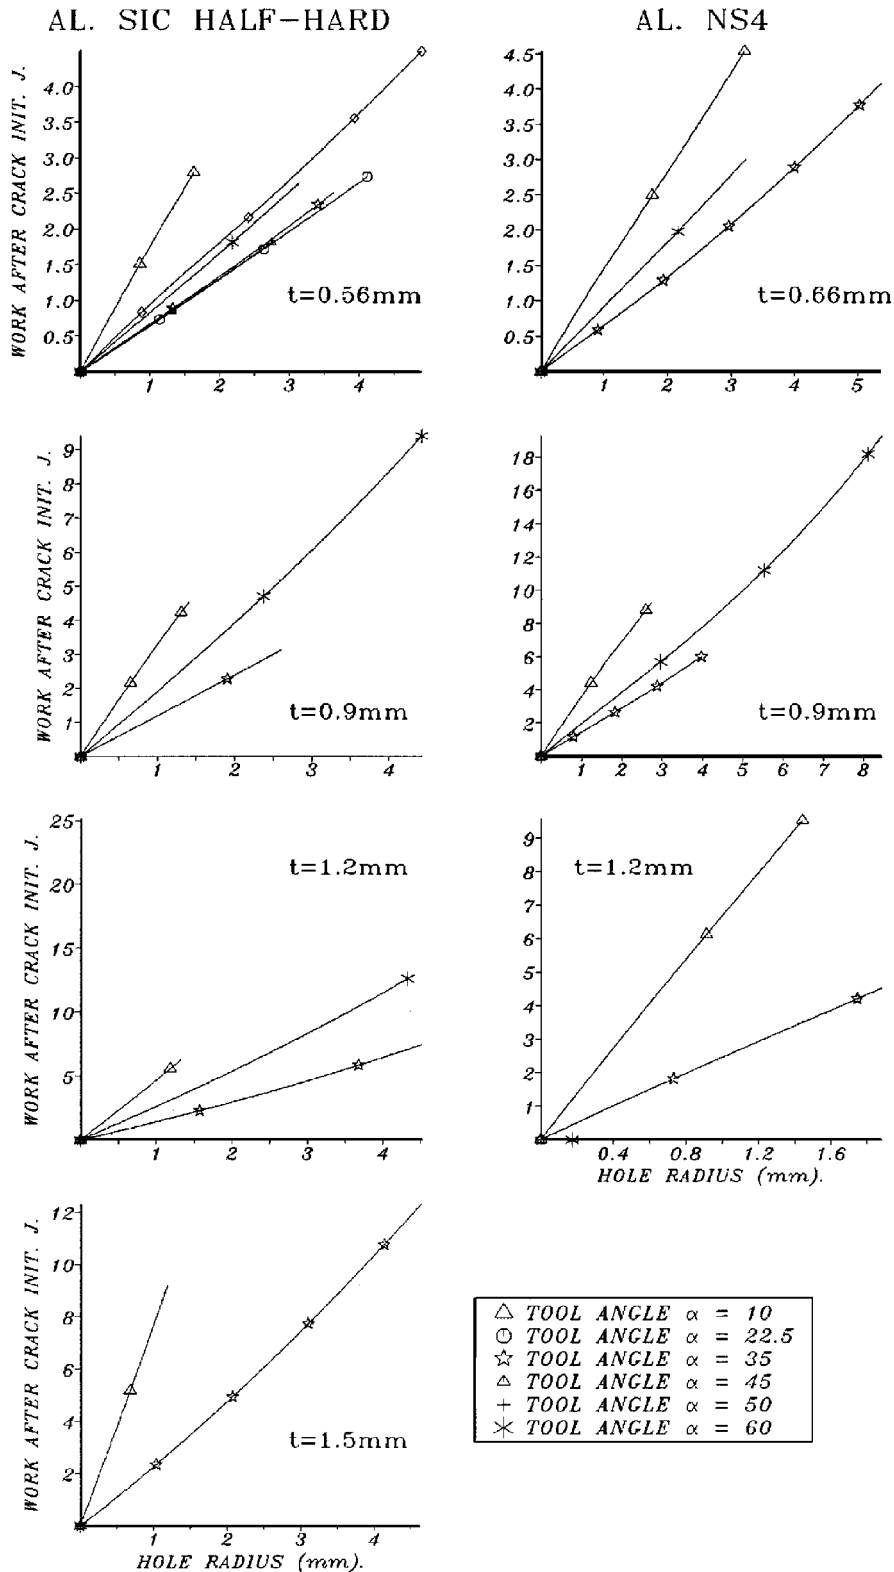 AL. SIC HALF-HARD
AL. NS4
WORK AFTER CRACK INIT. J.
4.0
3.5
3.0
2.5
2.0
1.5
1.0
0.5
t=0.56mm
1 2 3 4
4.5
4.0
3.5
3.0
2.5
2.0
1.5
1.0
0.5
t=0.66mm
1 2 3 4 5
WORK AFTER CRACK INIT. J.
9
8
7
6
5
4
3
2
1
t=0.9mm
1 2 3 4
18
16
14
12
10
8
6
4
2
t=0.9mm
1 2 3 4 5 6 7 8
WORK AFTER CRACK INIT. J.
25
20
15
10
5
t=1.2mm
1 2 3 4
9
8
7
6
5
4
3
2
1
t=1.2mm
0.4 0.8 1.2 1.6
HOLE RADIUS (mm).
WORK AFTER CRACK INIT. J.
12
10
8
6
4
2
t=1.5mm
1 2 3 4
HOLE RADIUS (mm).
TOOL ANGLE α = 10
TOOL ANGLE α = 22.5
TOOL ANGLE α = 35
TOOL ANGLE α = 45
TOOL ANGLE α = 50
TOOL ANGLE α = 60